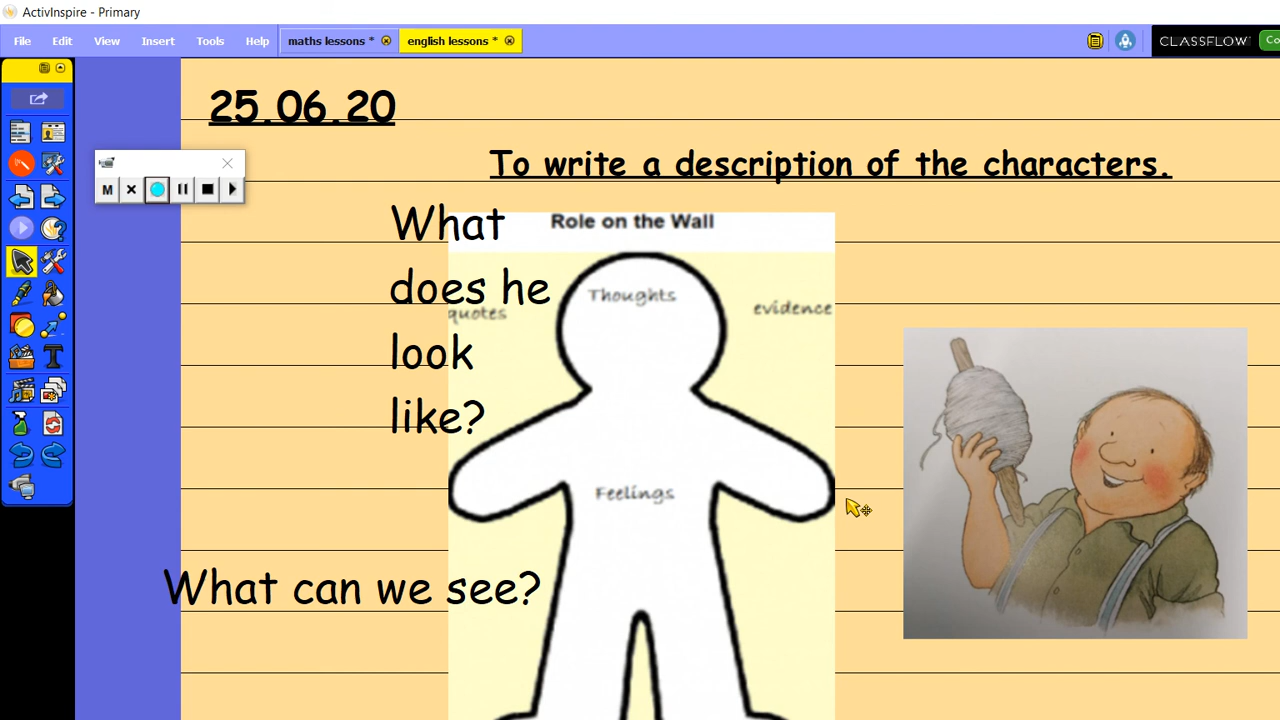 ActivInspire - Primary
File Edit View Insert Tools Help maths lessons * english lessons * CLASSFLOW Co
25.06.20
M
To write a description of the characters.
Role on the Wall
What
does he
look
like?
Thoughts
quotes
evidence
Feelings
What can we see?